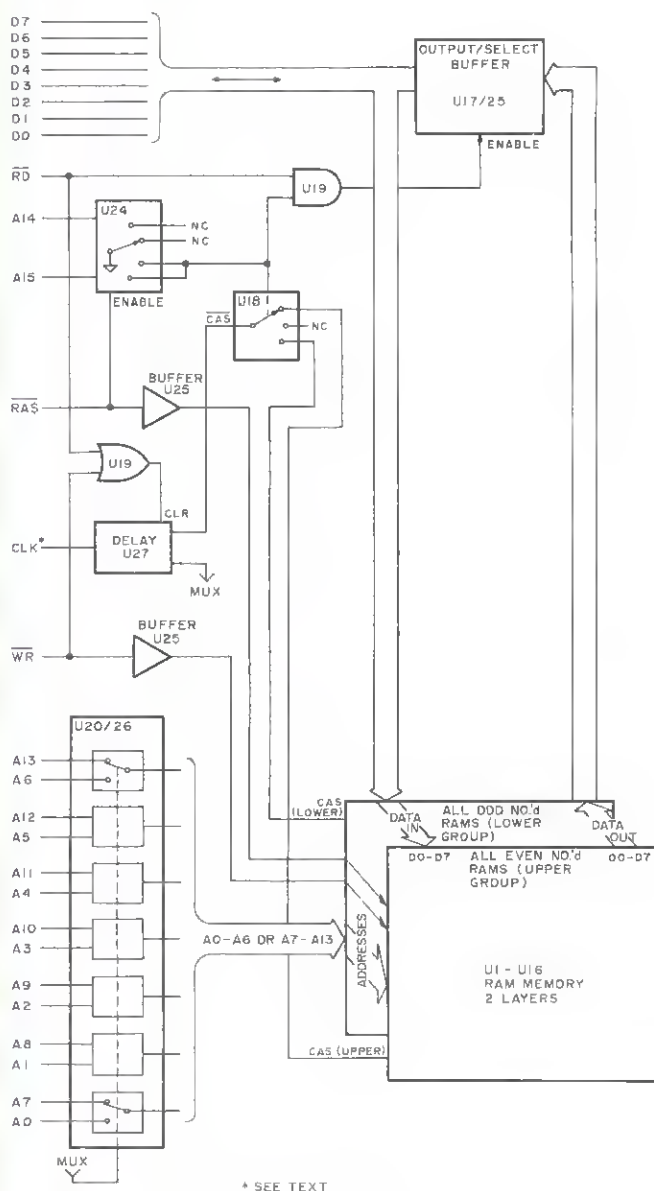 D7
D6
D5
D4
D3
D2
D1
D0
OUTPUT/SELECT
BUFFER
U17/25
ENABLE
RD
U19
A14
U24
NC
NC
A15
ENABLE
U18
CAS
NC
BUFFER
U25
RAS
U19
CLR
CLK*
DELAY
U27
MUX
BUFFER
U25
WR
U20/26
A13
A6
A12
A5
A11
A4
A10
A3
A9
A2
A8
A1
A7
A0
MUX
A0-A6 OR A7-A13
CAS
(LOWER)
DATA
IN
ALL ODD NO.'d
RAMS (LOWER
GROUP)
DATA
OUT
D0-D7
ALL EVEN NO.'d
RAMS (UPPER
GROUP)
D0-D7
ADDRESSES
U1 - U16
RAM MEMORY
2 LAYERS
CAS (UPPER)
* SEE TEXT